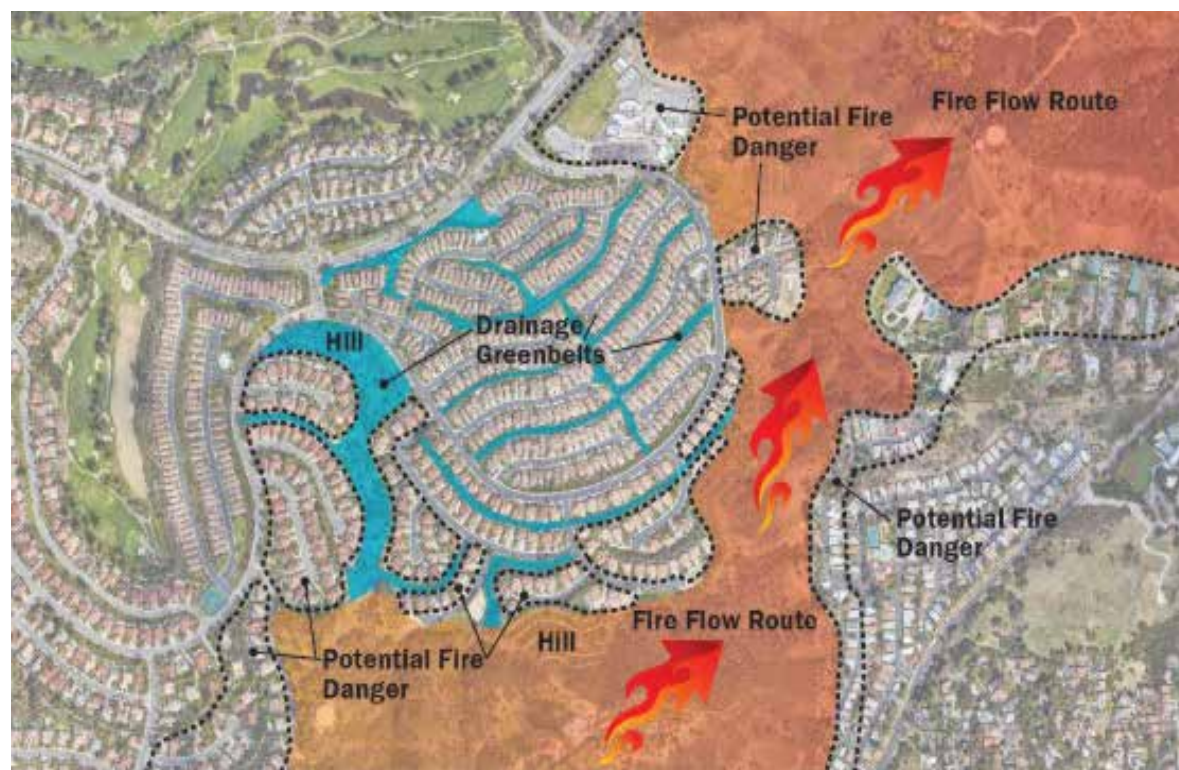 Fire Flow Route
Potential Fire
Danger
Hill
Drainage
Greenbelts
Potential Fire
Danger
Fire Flow Route
Hill
Potential Fire
Danger